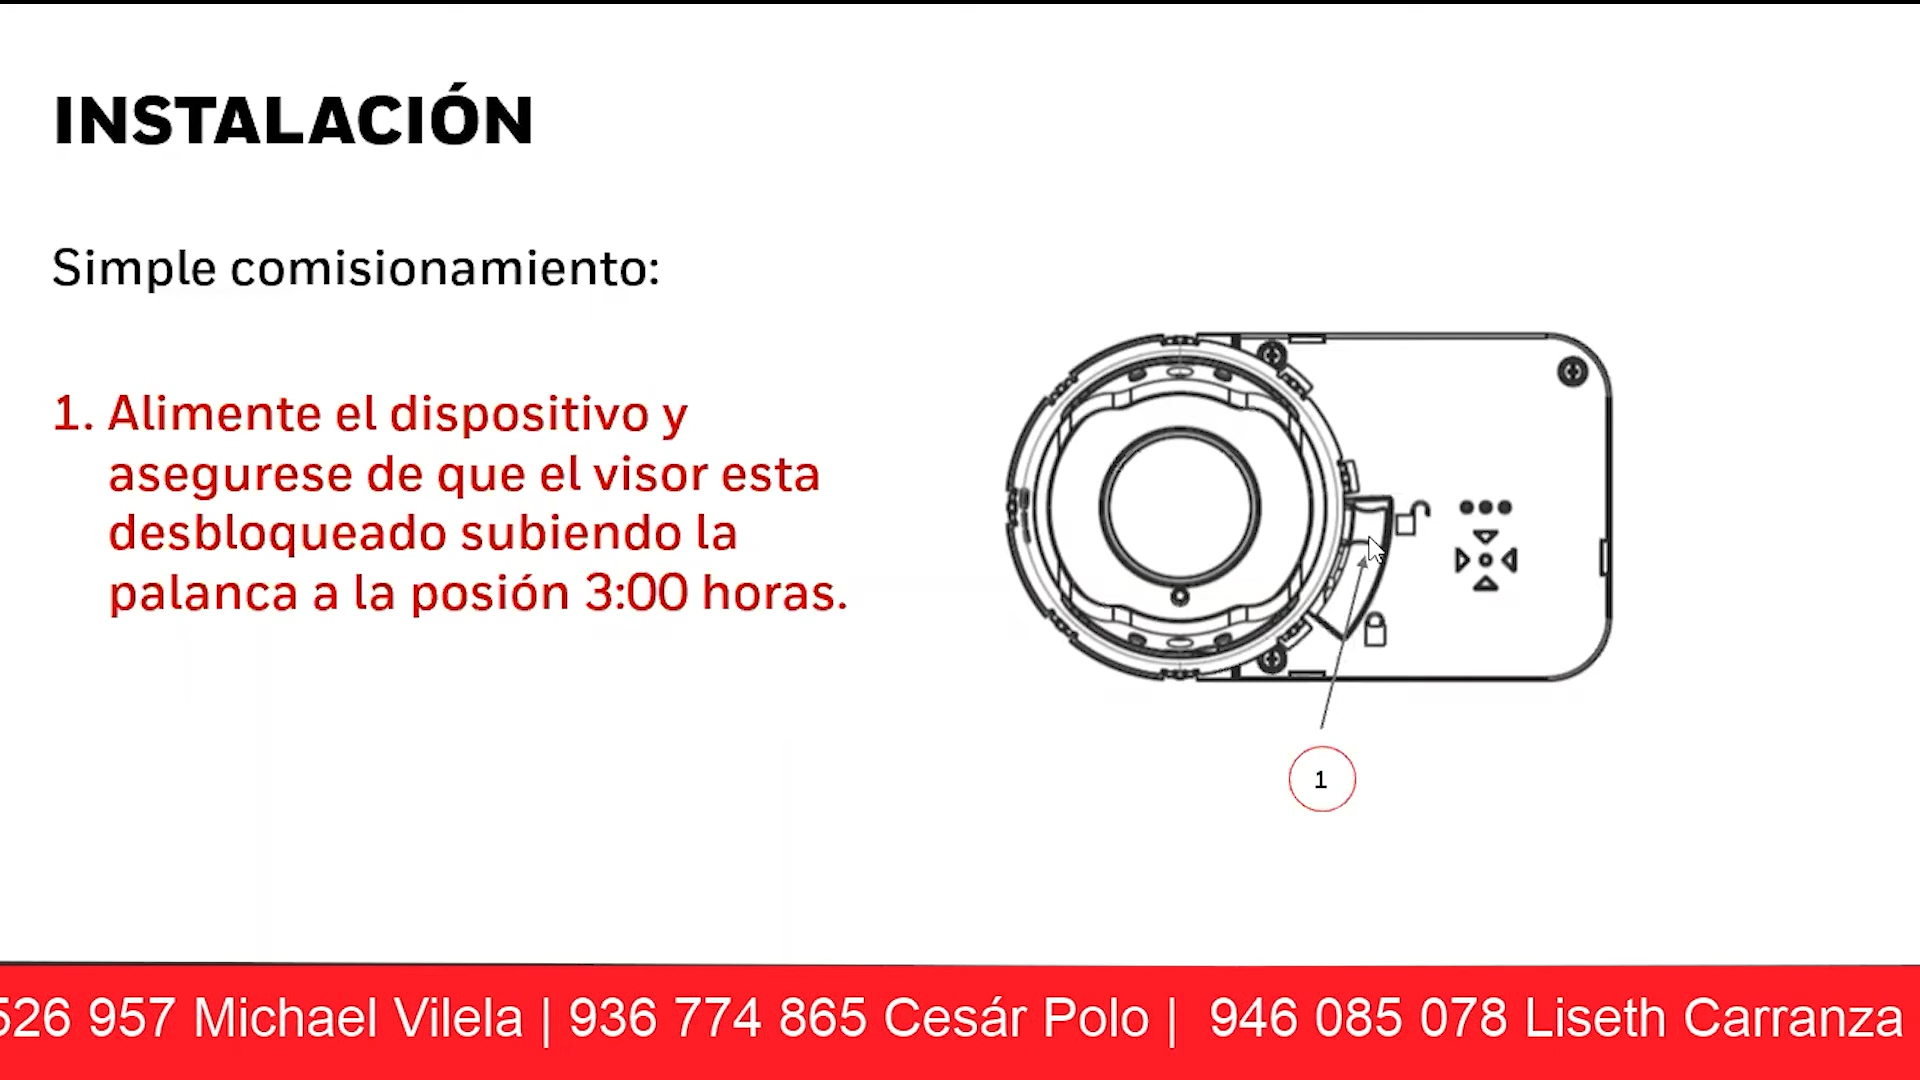 INSTALACIÓN
Simple comisionamiento:
1. Alimente el dispositivo y
asegurese de que el visor esta
desbloqueado subiendo la
palanca a la posión 3:00 horas.
1
526 957 Michael Vilela | 936 774 865 Cesár Polo | 946 085 078 Liseth Carranza